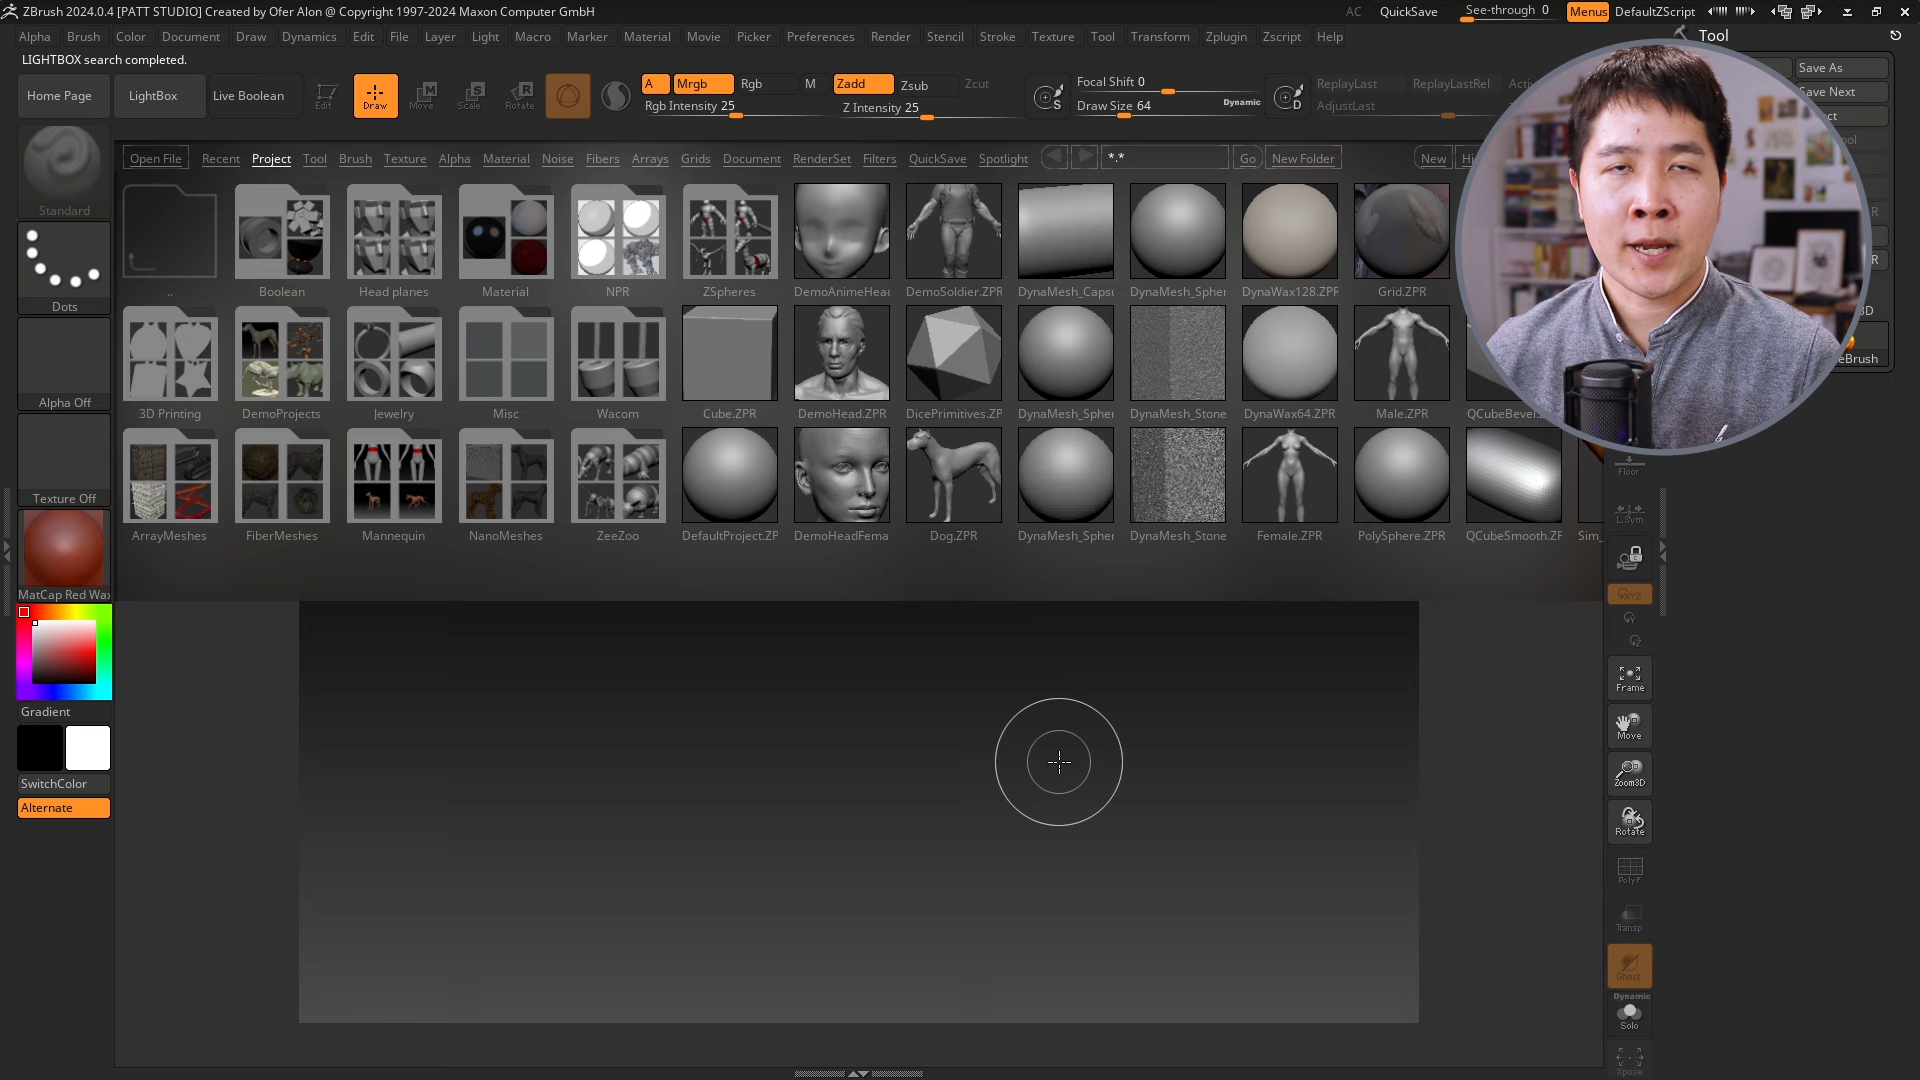 ZBrush 2024.0.4 [PATT STUDIO] Created by Ofer Alon @ Copyright 1997-2024 Maxon Computer GmbH
AC QuickSave See-through 0 Menus DefaultZScript
Alpha Brush Color Document Draw Dynamics Edit File Layer Light Macro Marker Material Movie Picker Preferences Render Stencil Stroke Texture Tool Transform Zplugin Zscript Help
Tool
LIGHTBOX search completed.
Save As
Save Next
Home Page LightBox Live Boolean Edit Draw Move Scale Rotate
A Mrgb Rgb M Zadd Zsub Zcut
Rgb Intensity 25 Z Intensity 25
S Focal Shift 0
Draw Size 64 Dynamic
D ReplayLast ReplayLastRel
AdjustLast
Open File Recent Project Tool Brush Texture Alpha Material Noise Fibers Arrays Grids Document RenderSet Filters QuickSave Spotlight *.* Go New Folder New
Standard
Dots
Alpha Off
Texture Off
MatCap Red Wax
Gradient
SwitchColor
Alternate
.. Boolean Head planes Material NPR ZSpheres DemoAnimeHead DemoSoldier.ZPR DynaMesh_Capsu DynaMesh_Spher DynaWax128.ZPR Grid.ZPR
3D Printing DemoProjects Jewelry Misc Wacom Cube.ZPR DemoHead.ZPR DicePrimitives.ZP DynaMesh_Spher DynaMesh_Stone DynaWax64.ZPR Male.ZPR
ArrayMeshes FiberMeshes Mannequin NanoMeshes ZeeZoo DefaultProject.ZP DemoHeadFema Dog.ZPR DynaMesh_Spher DynaMesh_Stone Female.ZPR PolySphere.ZPR QCubeSmooth.ZF Sim_
eBrush
Floor
L.Sym
XYZ
Frame
Move
Zoom3D
Rotate
PolyF
Transp
Ghost
Dynamic
Solo
Xpose